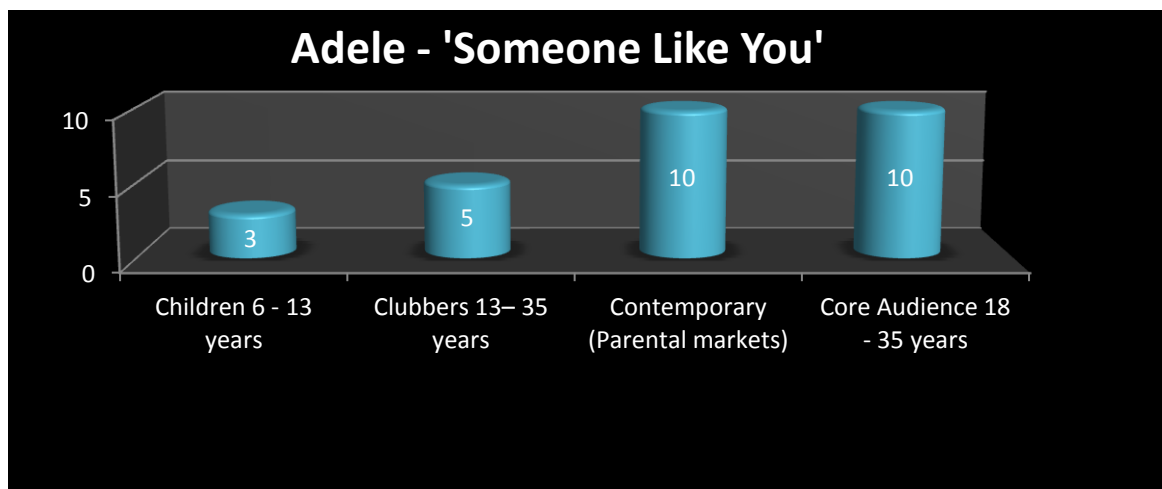 Adele - 'Someone Like You'
10
5
0
3
5
10
10
Children 6 - 13
years
Clubbers 13– 35
years
Contemporary
(Parental markets)
Core Audience 18
- 35 years